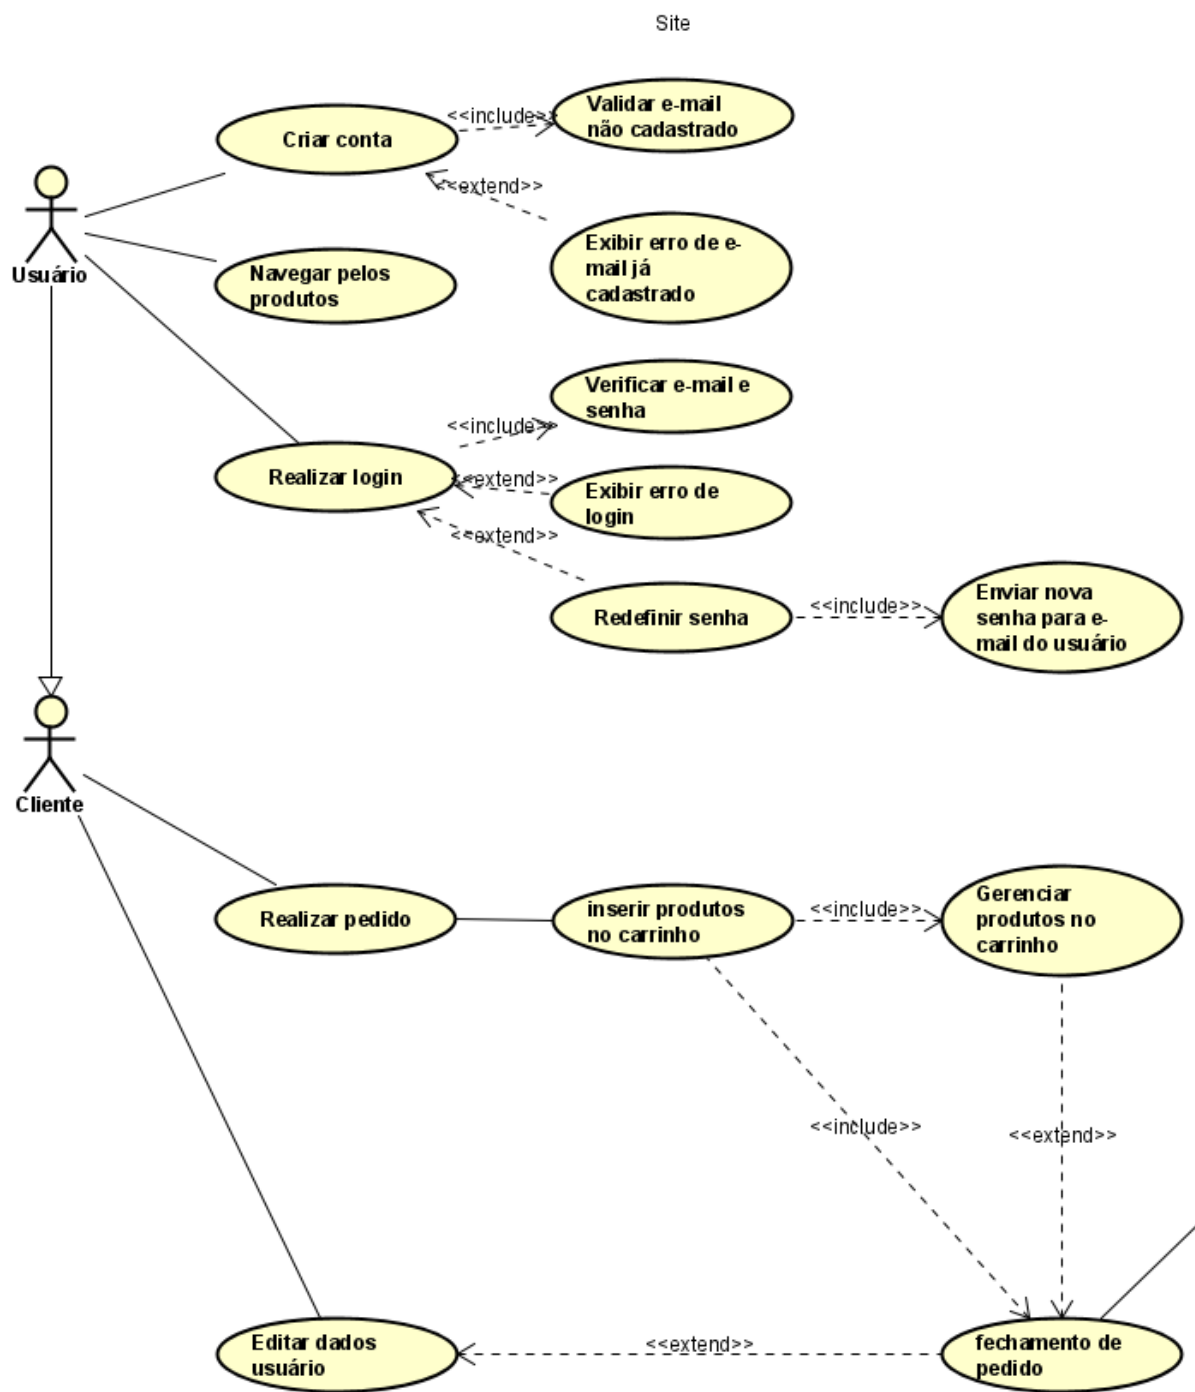 Site
Criar conta
<<include>>
Validar e-mail
não cadastrado
<<extend>>
Exibir erro de e-
mail já
cadastrado
Usuário
Navegar pelos
produtos
Verificar e-mail e
senha
<<include>>
Realizar login
<<extend>>
Exibir erro de
login
<<extend>>
Redefinir senha
<<include>>
Enviar nova
senha para e-
mail do usuário
Cliente
Realizar pedido
inserir produtos
no carrinho
<<include>>
Gerenciar
produtos no
carrinho
<<include>>
<<extend>>
Editar dados
usuário
<<extend>>
fechamento de
pedido